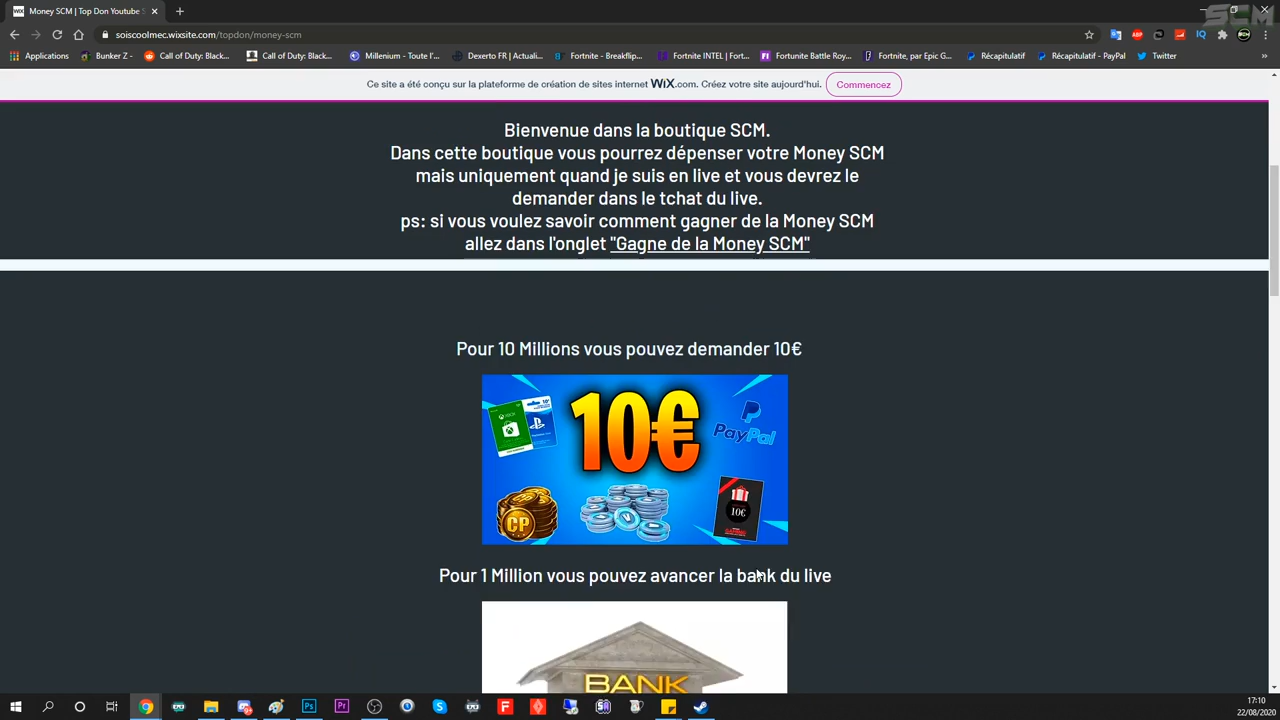 SCM
Money SCM | Top Don Youtube S
soiscoolmec.wixsite.com/topdon/money-scm
Applications
Bunker Z -
Call of Duty: Black...
Call of Duty: Black...
Millenium - Toute l'...
Dexerto FR | Actuali...
Fortnite - Breakflip...
Fortnite INTEL | Fort...
Fortunite Battle Roy...
Fortnite, par Epic G...
Récapitulatif
Récapitulatif - PayPal
Twitter
Ce site a été conçu sur la plateforme de création de sites internet WiX.com. Créez votre site aujourd'hui. Commencez
Bienvenue dans la boutique SCM.
Dans cette boutique vous pourrez dépenser votre Money SCM
mais uniquement quand je suis en live et vous devrez le
demander dans le tchat du live.
ps: si vous voulez savoir comment gagner de la Money SCM
allez dans l'onglet "Gagne de la Money SCM"
Pour 10 Millions vous pouvez demander 10€
10€
PayPal
CP
10€
Pour 1 Million vous pouvez avancer la bank du live
BANK
17:10
22/08/2020